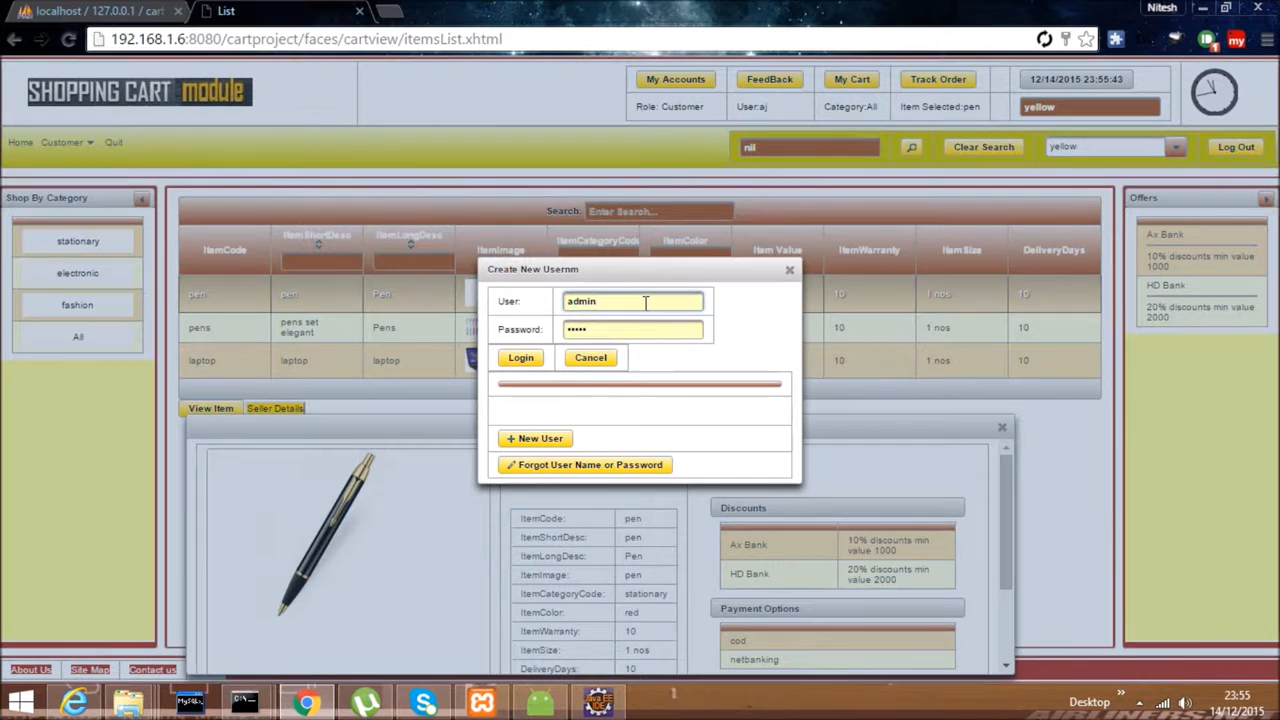 localhost / 127.0.0.1 / cart
List
Nitesh
192.168.1.6:8080/cartproject/faces/cartview/itemsList.xhtml
SHOPPING CART module
My Accounts FeedBack My Cart Track Order 12/14/2015 23:55:43
Role: Customer User:aj Category:All Item Selected:pen yellow
Home Customer Quit nil Clear Search yellow Log Out
Shop By Category
stationary
electronic
fashion
All
Search: Enter Search...
ItemCode ItemShortDesc ItemLongDesc ItemImage ItemCategoryCode ItemColor Item Value ItemWarranty ItemSize DeliveryDays
pen pen Pen 10 1 nos 10
pens pens set elegant Pens 10 1 nos 10
laptop laptop laptop 10 1 nos 10
Offers
Ax Bank
10% discounts min value 1000
HD Bank
20% discounts min value 2000
Create New Usernm
User: admin
Password: •••••
Login Cancel
New User
Forgot User Name or Password
View Item Seller Details
ItemCode: pen
ItemShortDesc: pen
ItemLongDesc: Pen
ItemImage: pen
ItemCategoryCode: stationary
ItemColor: red
ItemWarranty: 10
ItemSize: 1 nos
DeliveryDays: 10
Discounts
Ax Bank 10% discounts min value 1000
HD Bank 20% discounts min value 2000
Payment Options
cod
netbanking
About Us Site Map Contact us
Desktop
23:55
14/12/2015